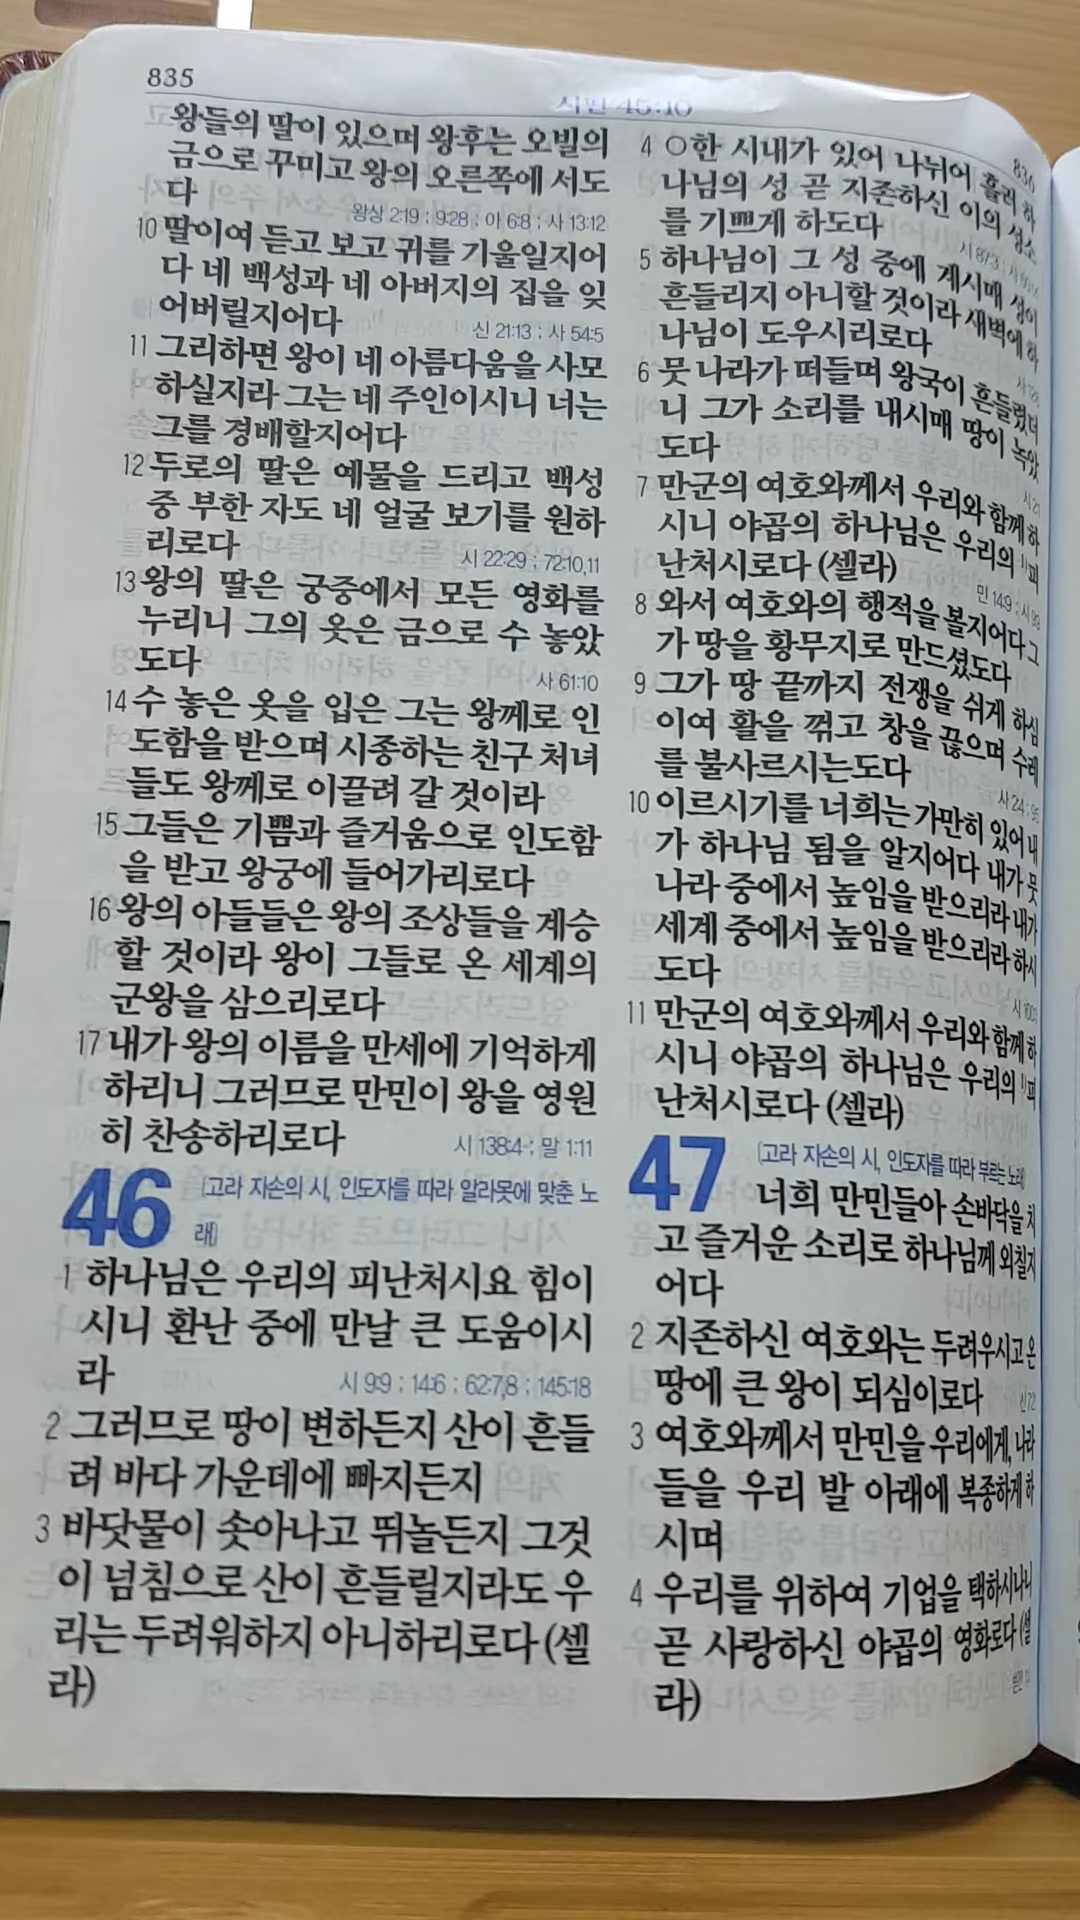 835
시편 45:10
836
왕들의 딸이 있으며 왕후는 오빌의
금으로 꾸미고 왕의 오른쪽에 서도
다
왕상 2:19 ; 9:28 ; 아 6:8 ; 사 13:12
10 딸이여 듣고 보고 귀를 기울일지어
다 네 백성과 네 아버지의 집을 잊
어버릴지어다
신 21:13 ; 사 54:5
11 그리하면 왕이 네 아름다움을 사모
하실지라 그는 네 주인이시니 너는
그를 경배할지어다
12 두로의 딸은 예물을 드리고 백성
중 부한 자도 네 얼굴 보기를 원하
리로다
시 22:29 ; 72:10,11
13 왕의 딸은 궁중에서 모든 영화를
누리니 그의 옷은 금으로 수 놓았
도다
사 61:10
14 수 놓은 옷을 입은 그는 왕께로 인
도함을 받으며 시종하는 친구 처녀
들도 왕께로 이끌려 갈 것이라
15 그들은 기쁨과 즐거움으로 인도함
을 받고 왕궁에 들어가리로다
16 왕의 아들들은 왕의 조상들을 계승
할 것이라 왕이 그들로 온 세계의
군왕을 삼으리로다
17 내가 왕의 이름을 만세에 기억하게
하리니 그러므로 만민이 왕을 영원
히 찬송하리로다
시 138:4 ; 말 1:11
46 [고라 자손의 시, 인도자를 따라 알라못에 맞춘 노
래]
1 하나님은 우리의 피난처시요 힘이
시니 환난 중에 만날 큰 도움이시
라
시 9:9 ; 14:6 ; 62:7,8 ; 145:18
2 그러므로 땅이 변하든지 산이 흔들
려 바다 가운데에 빠지든지
3 바닷물이 솟아나고 뛰놀든지 그것
이 넘침으로 산이 흔들릴지라도 우
리는 두려워하지 아니하리로다 (셀
라)
4 ○한 시내가 있어 나뉘어 흘러 하
나님의 성 곧 지존하신 이의 성소
를 기쁘게 하도다
시 87:3
5 하나님이 그 성 중에 계시매 성이
흔들리지 아니할 것이라 새벽에 하
나님이 도우시리로다
6 뭇 나라가 떠들며 왕국이 흔들렸더
니 그가 소리를 내시매 땅이 녹았
도다
7 만군의 여호와께서 우리와 함께 하
시니 야곱의 하나님은 우리의 1)피
난처시로다 (셀라)
민 14:9
8 와서 여호와의 행적을 볼지어다 그
가 땅을 황무지로 만드셨도다
9 그가 땅 끝까지 전쟁을 쉬게 하심
이여 활을 꺾고 창을 끊으며 수레
를 불사르시는도다
10 이르시기를 너희는 가만히 있어 내
가 하나님 됨을 알지어다 내가 뭇
나라 중에서 높임을 받으리라 내가
세계 중에서 높임을 받으리라 하시
도다
시 100:3
11 만군의 여호와께서 우리와 함께 하
시니 야곱의 하나님은 우리의 1)피
난처시로다 (셀라)
47 [고라 자손의 시, 인도자를 따라 부르는 노래]
너희 만민들아 손바닥을 치
고 즐거운 소리로 하나님께 외칠지
어다
2 지존하신 여호와는 두려우시고 온
땅에 큰 왕이 되심이로다
3 여호와께서 만민을 우리에게, 나라
들을 우리 발 아래에 복종하게 하
시며
4 우리를 위하여 기업을 택하시나니
곧 사랑하신 야곱의 영화로다 (셀
라)